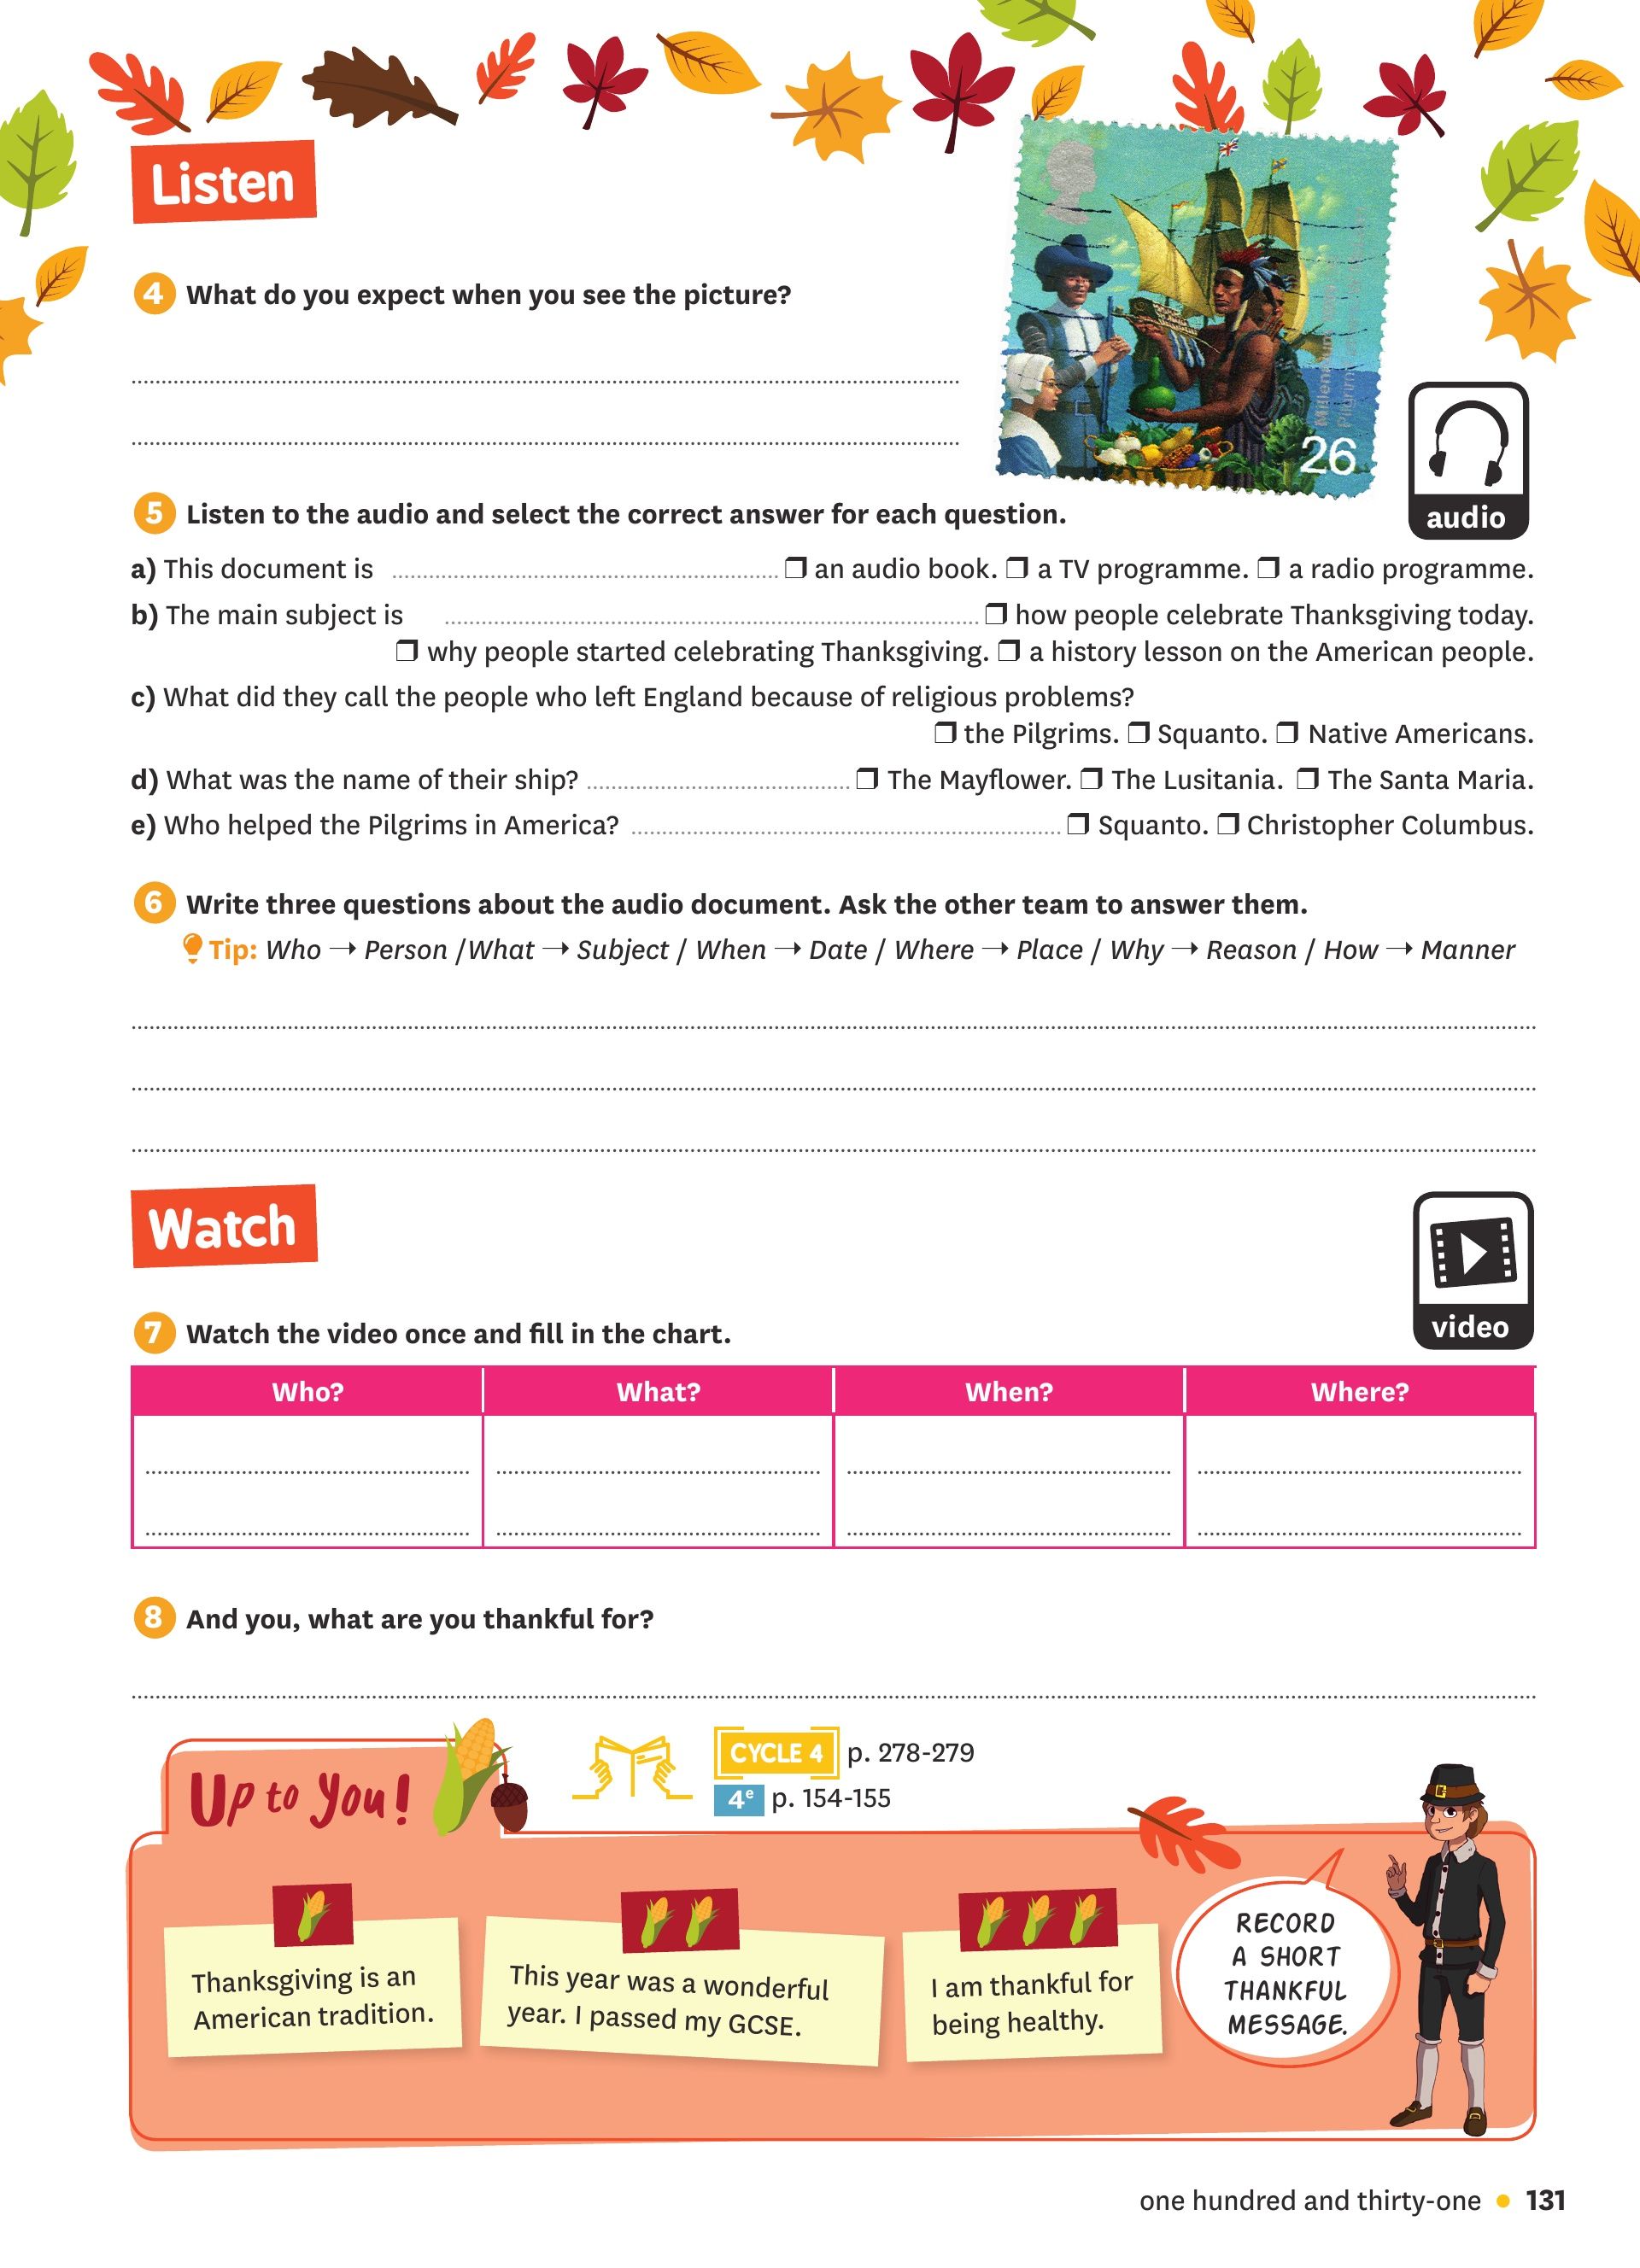 Listen
4 What do you expect when you see the picture?
26
audio
5 Listen to the audio and select the correct answer for each question.
a) This document is ❒ an audio book. ❒ a TV programme. ❒ a radio programme.
b) The main subject is ❒ how people celebrate Thanksgiving today.
❒ why people started celebrating Thanksgiving. ❒ a history lesson on the American people.
c) What did they call the people who left England because of religious problems?
❒ the Pilgrims. ❒ Squanto. ❒ Native Americans.
d) What was the name of their ship? ❒ The Mayflower. ❒ The Lusitania. ❒ The Santa Maria.
e) Who helped the Pilgrims in America? ❒ Squanto. ❒ Christopher Columbus.
6 Write three questions about the audio document. Ask the other team to answer them.
Tip: Who → Person /What → Subject / When → Date / Where → Place / Why → Reason / How → Manner
Watch
video
7 Watch the video once and fill in the chart.
Who? What? When? Where?
8 And you, what are you thankful for?
Up to You!
CYCLE 4 p. 278-279
4e p. 154-155
Thanksgiving is an
American tradition.
This year was a wonderful
year. I passed my GCSE.
I am thankful for
being healthy.
RECORD
A SHORT
THANKFUL
MESSAGE.
one hundred and thirty-one • 131